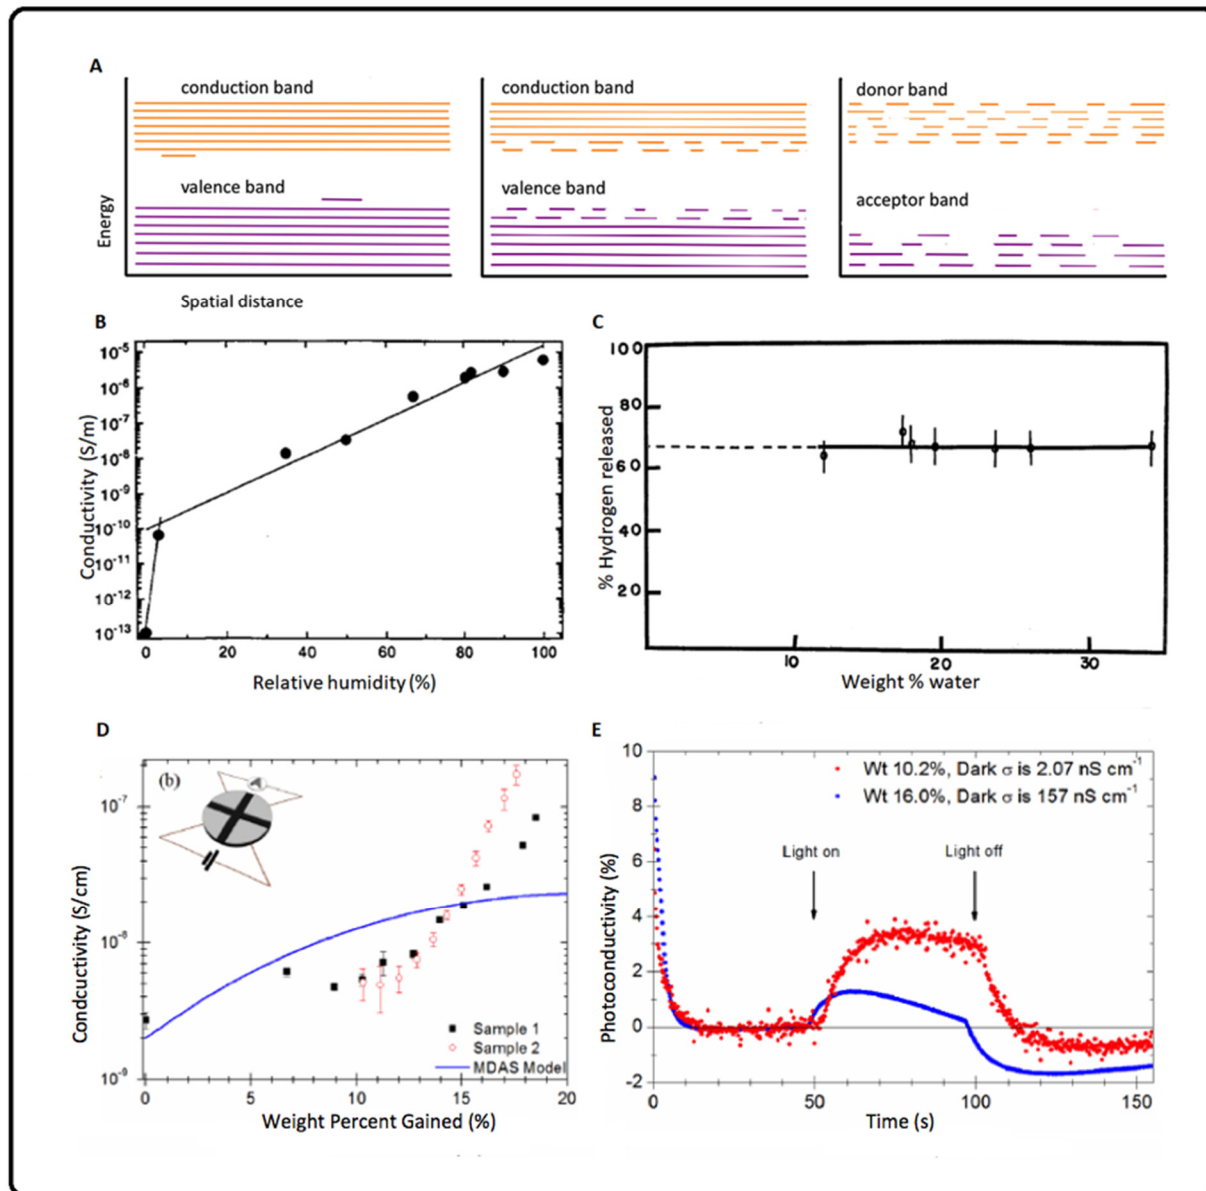 A
conduction band
conduction band
donor band
valence band
valence band
acceptor band
Energy
Spatial distance
B
C
10-5
10-6
10-7
10-8
10-9
10-10
10-11
10-12
10-13
Conductivity (S/m)
0 20 40 60 80 100
Relative humidity (%)
100
80
60
40
20
% Hydrogen released
10 20 30
Weight % water
D
E
(b)
A
10-7
10-8
10-9
Condcutivity (S/cm)
Sample 1
Sample 2
MDAS Model
0 5 10 15 20
Weight Percent Gained (%)
10
8
6
4
2
0
-2
Photoconductivity (%)
Wt 10.2%, Dark σ is 2.07 nS cm-1
Wt 16.0%, Dark σ is 157 nS cm-1
Light on
Light off
0 50 100 150
Time (s)